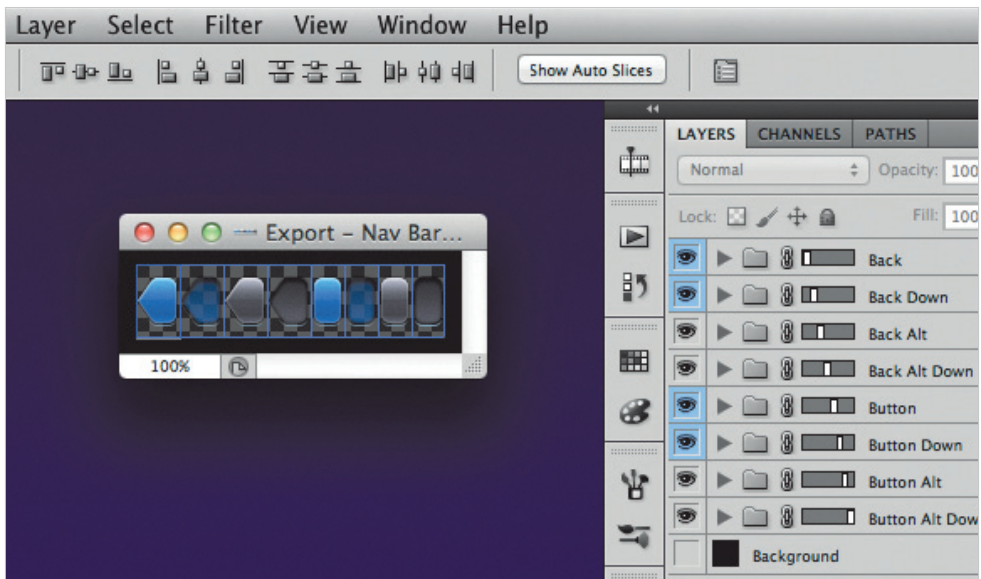 Layer Select Filter View Window Help
Show Auto Slices
LAYERS CHANNELS PATHS
Normal Opacity: 100
Lock: Fill: 100
Export – Nav Bar...
100%
Back
Back Down
Back Alt
Back Alt Down
Button
Button Down
Button Alt
Button Alt Dow
Background